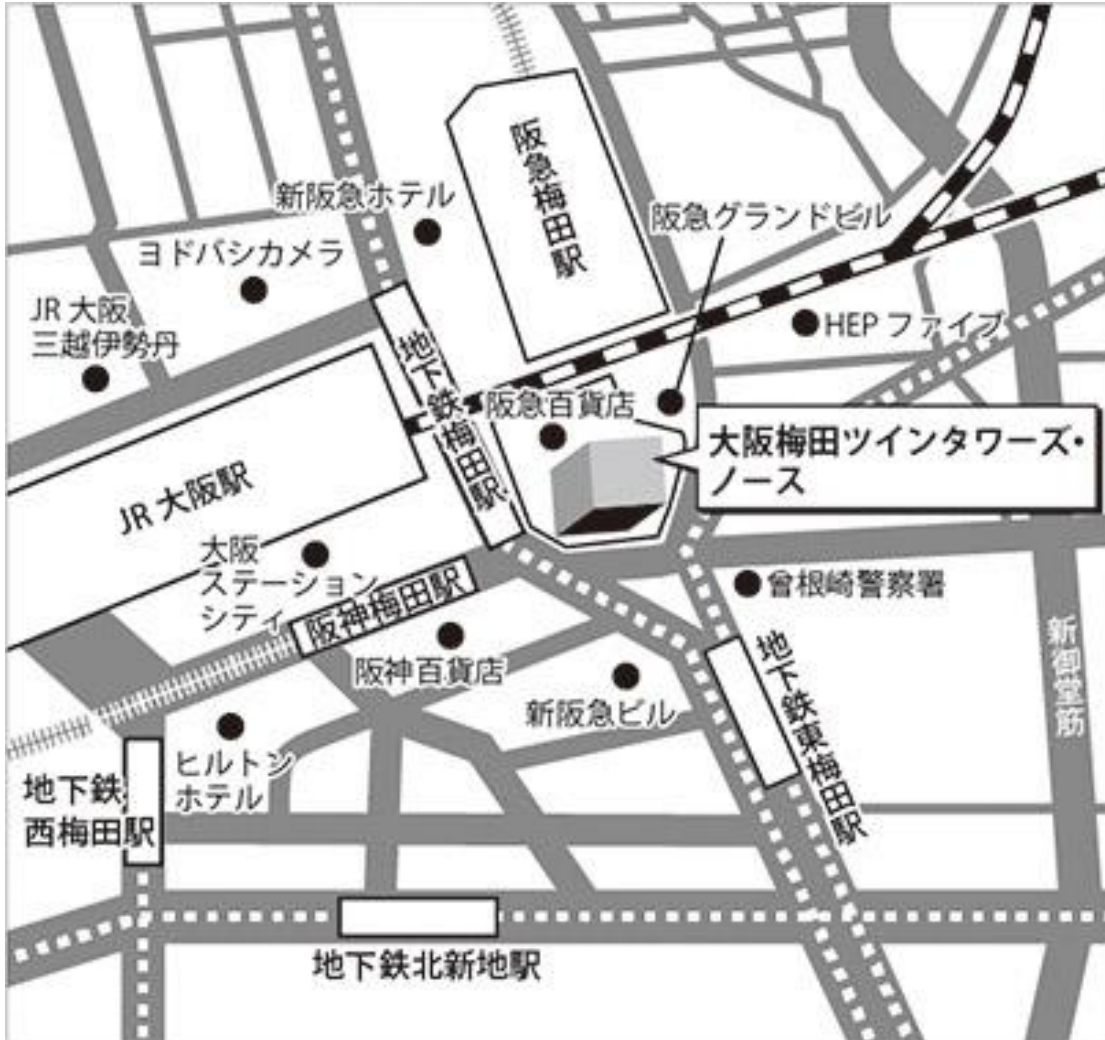 阪急梅田駅
新阪急ホテル
阪急グランドビル
ヨドバシカメラ
JR 大阪
三越伊勢丹
HEP ファイブ
地下鉄梅田駅
阪急百貨店
大阪梅田ツインタワーズ・
ノース
JR 大阪駅
大阪
ステーション
シティ
阪神梅田駅
曾根崎警察署
阪神百貨店
新阪急ビル
地下鉄東梅田駅
新御堂筋
ヒルトン
ホテル
地下鉄
西梅田駅
地下鉄北新地駅